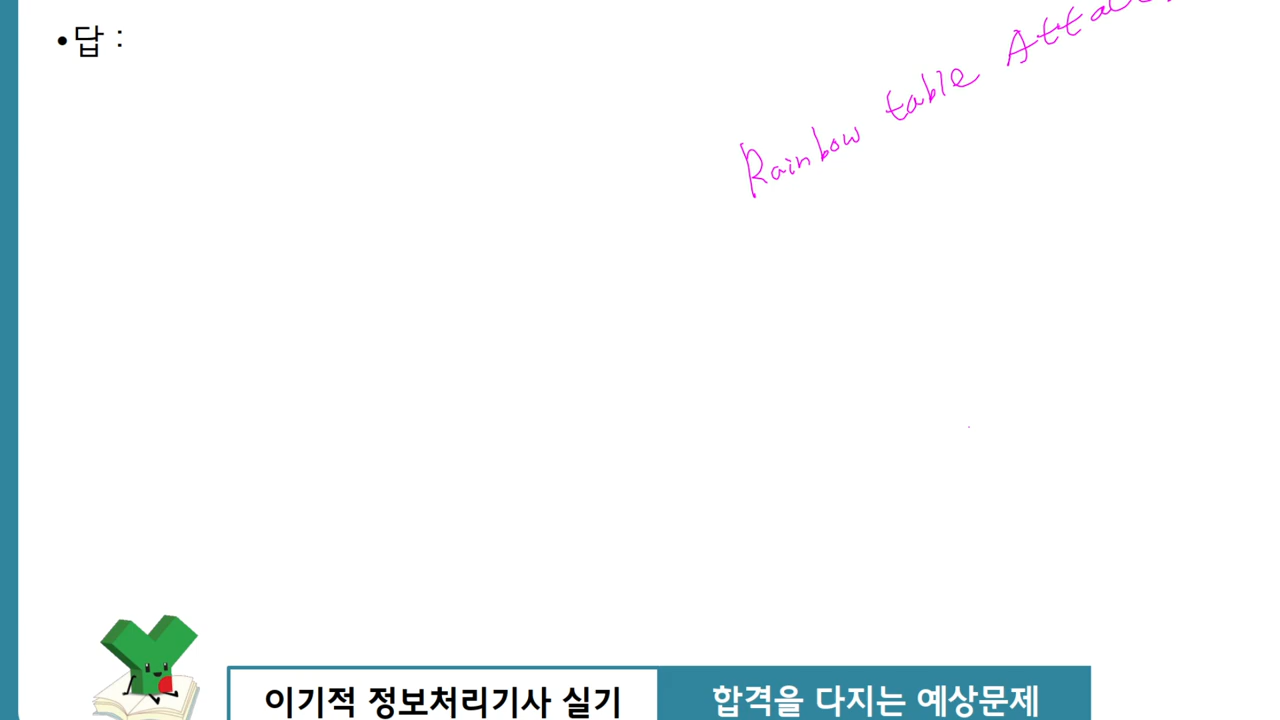 •답 :
Rainbow table
이기적 정보처리기사 실기
합격을 다지는 예상문제